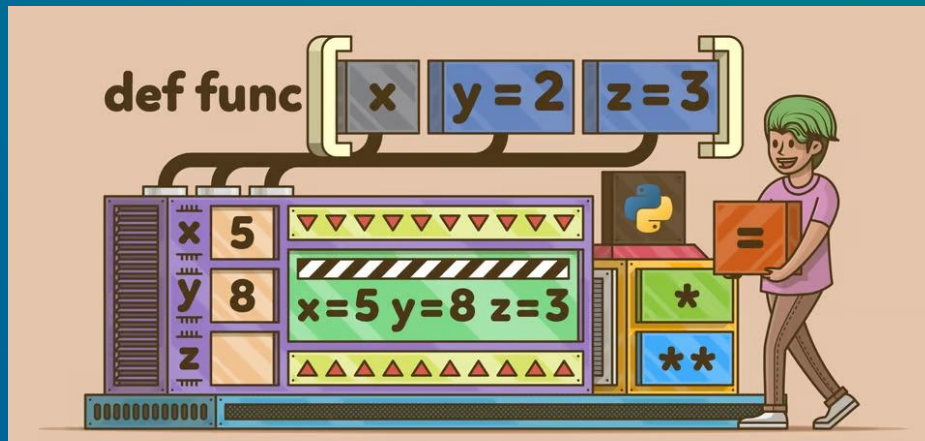 def func [ x y = 2 z = 3 ]
x 5
y 8
z
x=5 y=8 z=3
=
*
**